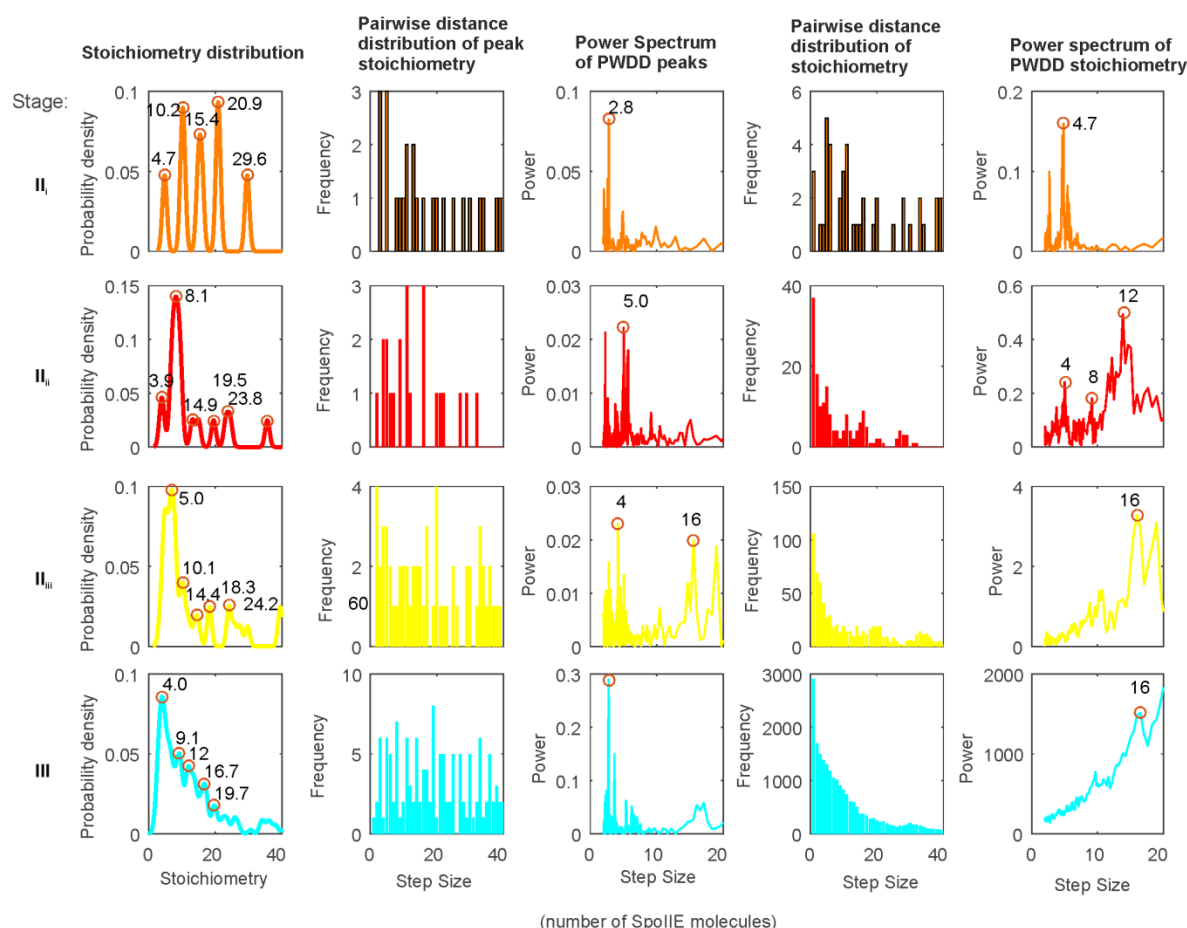 Stoichiometry distribution
Pairwise distance
distribution of peak
stoichiometry
Power Spectrum
of PWDD peaks
Pairwise distance
distribution of
stoichiometry
Power spectrum of
PWDD stoichiometry
Stage:
IIi
Probability density
0.1
0.05
0
4.7
10.2
15.4
20.9
29.6
Frequency
3
2
1
0
Power
0.1
0.05
0
2.8
Frequency
6
4
2
0
Power
0.2
0.1
0
4.7
IIii
Probability density
0.15
0.1
0.05
0
3.9
8.1
14.9
19.5
23.8
Frequency
3
2
1
0
Power
0.03
0.02
0.01
0
5.0
Frequency
40
20
0
Power
0.6
0.4
0.2
0
4
8
12
IIiii
Probability density
0.1
0.05
0
5.0
10.1
14.4
18.3
24.2
Frequency
4
2
0
60
Power
0.03
0.02
0.01
0
4
16
Frequency
150
100
50
0
Power
4
2
0
16
III
Probability density
0.1
0.05
0
4.0
9.1
12
16.7
19.7
0 20 40
Stoichiometry
Frequency
10
5
0
0 20 40
Step Size
Power
0.3
0.2
0.1
0
0 10 20
Step Size
Frequency
3000
2000
1000
0
0 20 40
Step Size
Power
2000
1000
0
16
0 10 20
Step Size
(number of SpoIIE molecules)